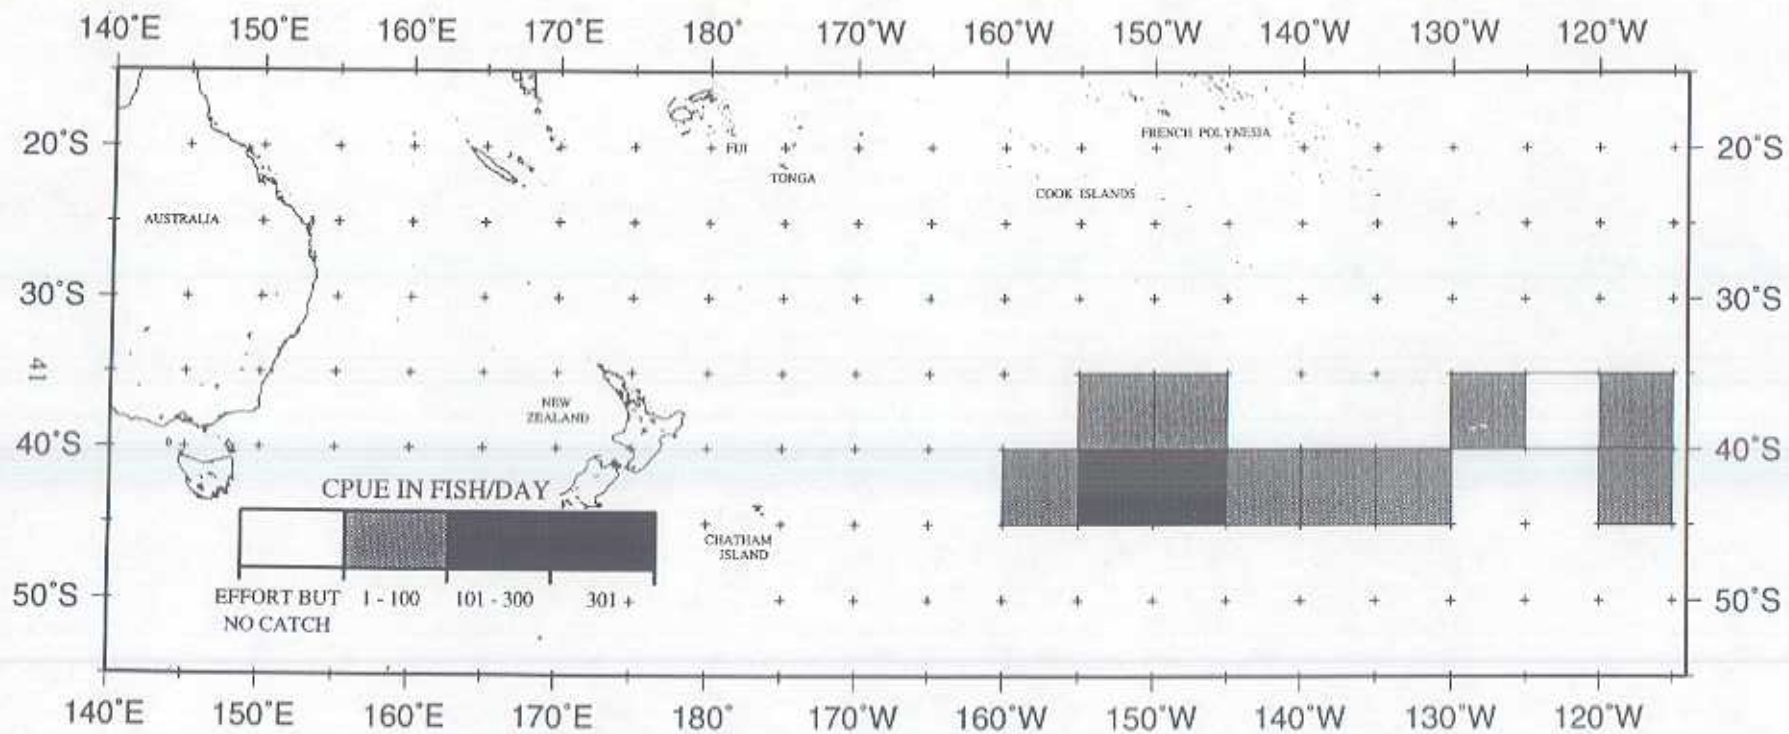 140°E 150°E 160°E 170°E 180° 170°W 160°W 150°W 140°W 130°W 120°W
20°S 20°S
FRENCH POLYNESIA
FIJI
TONGA
COOK ISLANDS
AUSTRALIA
30°S 30°S
41
NEW
ZEALAND
40°S 40°S
CPUE IN FISH/DAY
CHATHAM
ISLAND
EFFORT BUT 1 - 100 101 - 300 301 +
NO CATCH
50°S 50°S
140°E 150°E 160°E 170°E 180° 170°W 160°W 150°W 140°W 130°W 120°W